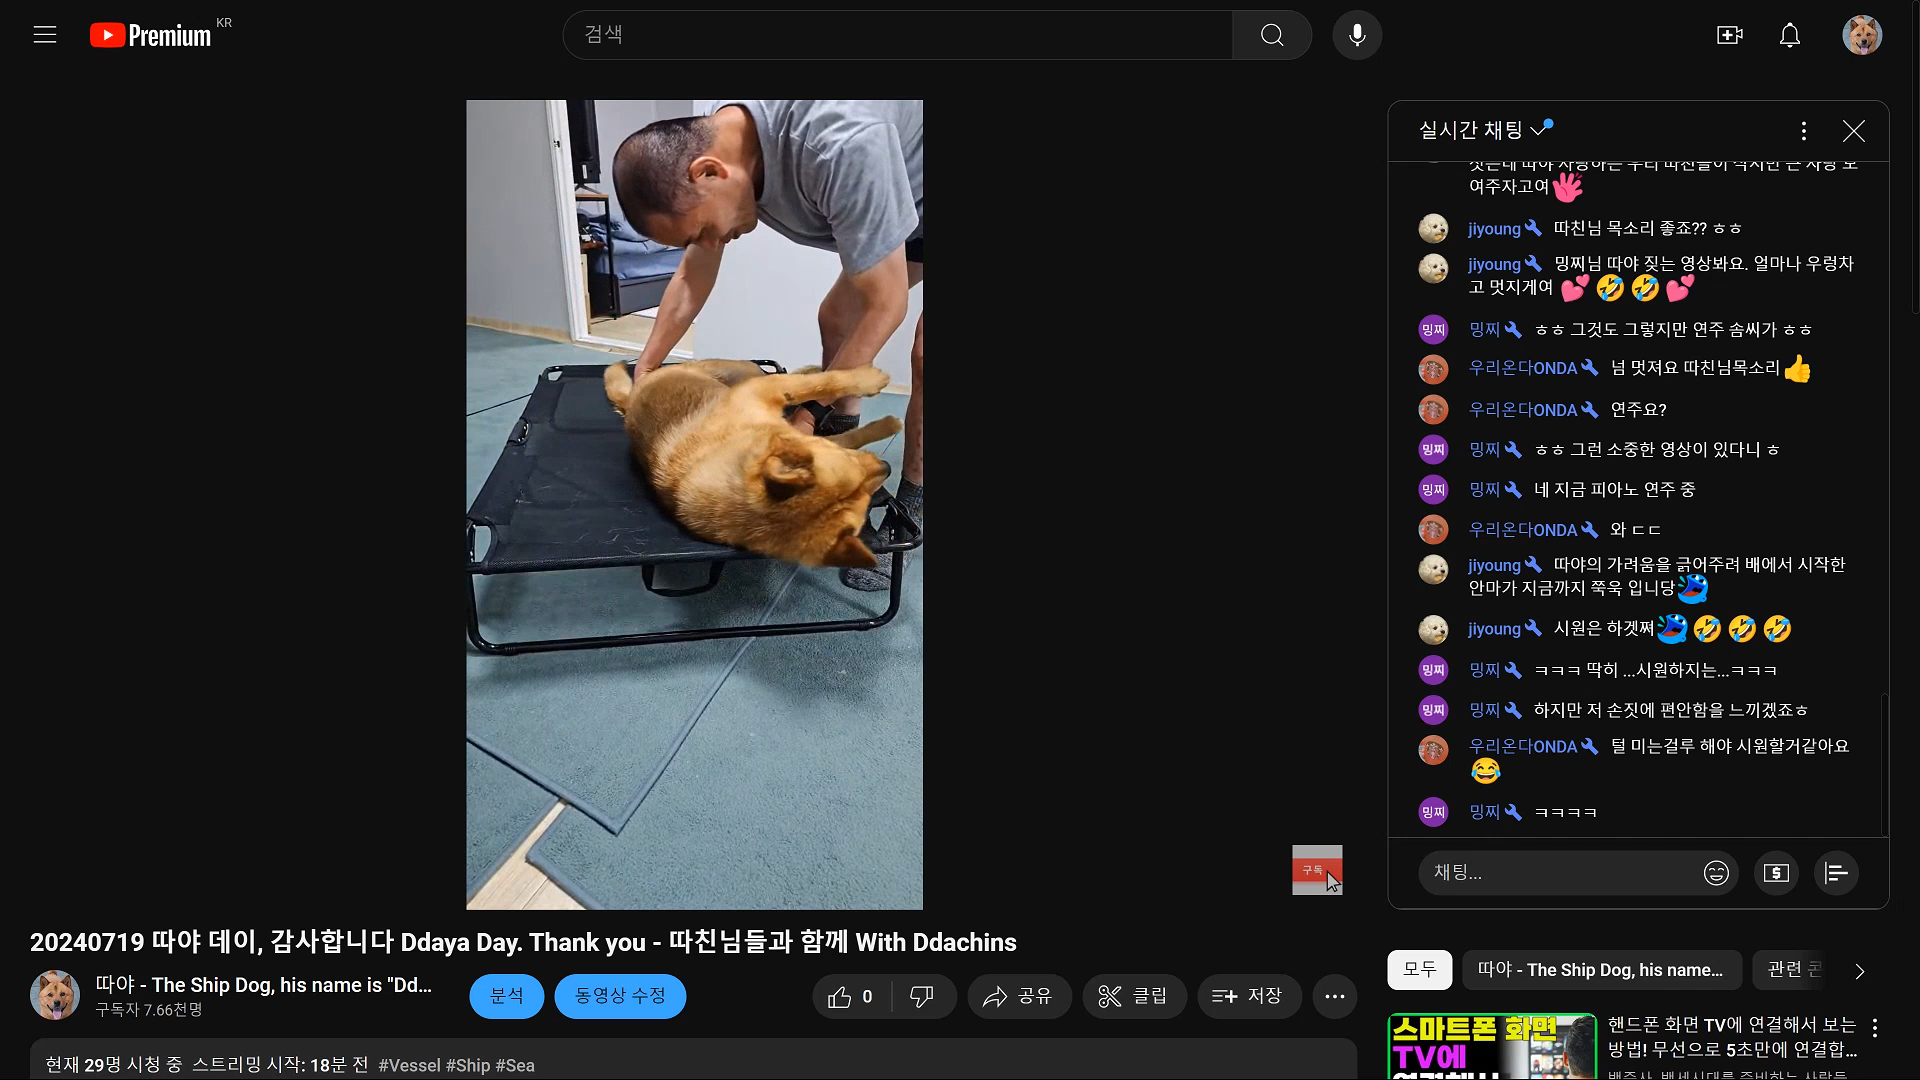 Premium KR
검색
실시간 채팅
여주자고여
jiyoung 따친님 목소리 좋죠?? ㅎㅎ
jiyoung 밍찌님 따야 짖는 영상봐요. 얼마나 우렁차
고 멋지게여 💕🤣🤣💕
밍찌 밍찌 ㅎㅎ 그것도 그렇지만 연주 솜씨가 ㅎㅎ
우리온다ONDA 넘 멋져요 따친님목소리👍
우리온다ONDA 연주요?
밍찌 밍찌 ㅎㅎ 그런 소중한 영상이 있다니 ㅎ
밍찌 밍찌 네 지금 피아노 연주 중
우리온다ONDA 와 ㄷㄷ
jiyoung 따야의 가려움을 긁어주려 배에서 시작한
안마가 지금까지 쭉욱 입니당
jiyoung 시원은 하겟쪄🤣🤣🤣
밍찌 밍찌 ㅋㅋㅋ 딱히 ...시원하지는...ㅋㅋㅋ
밍찌 밍찌 하지만 저 손짓에 편안함을 느끼겠죠ㅎ
우리온다ONDA 털 미는걸루 해야 시원할거같아요
😂
밍찌 밍찌 ㅋㅋㅋㅋ
채팅...
구독
20240719 따야 데이, 감사합니다 Ddaya Day. Thank you - 따친님들과 함께 With Ddachins
따야 - The Ship Dog, his name is "Dd...
구독자 7.66천명
분석
동영상 수정
0
공유
클립
저장
현재 29명 시청 중 스트리밍 시작: 18분 전 #Vessel #Ship #Sea
모두
따야 - The Ship Dog, his name...
관련
스마트폰 화면
TV에
핸드폰 화면 TV에 연결해서 보는
방법! 무선으로 5초만에 연결합...